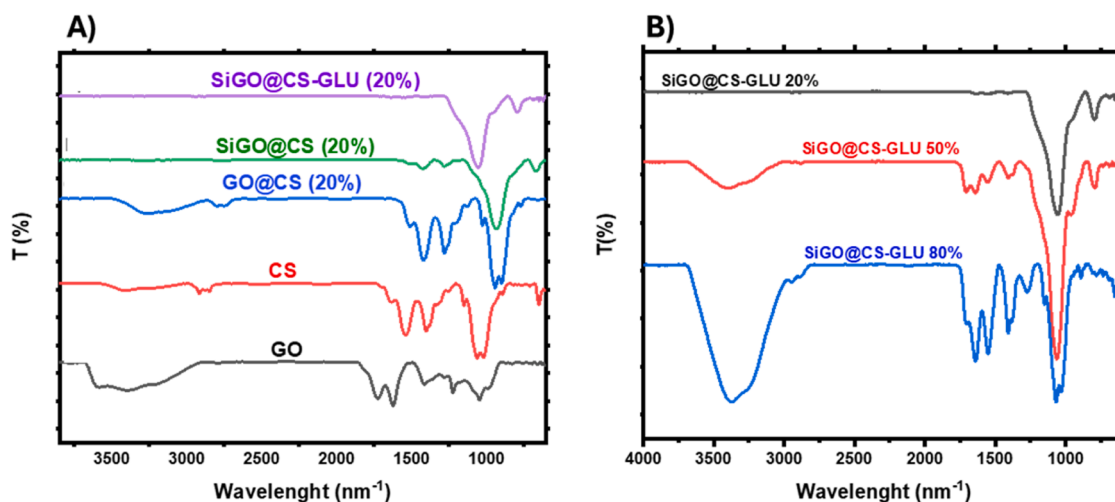 A)
SiGO@CS-GLU (20%)
SiGO@CS (20%)
GO@CS (20%)
CS
GO
T (%)
3500 3000 2500 2000 1500 1000
Wavelenght (nm⁻¹)
B)
SiGO@CS-GLU 20%
SiGO@CS-GLU 50%
SiGO@CS-GLU 80%
T(%)
4000 3500 3000 2500 2000 1500 1000
Wavelenght (nm⁻¹)